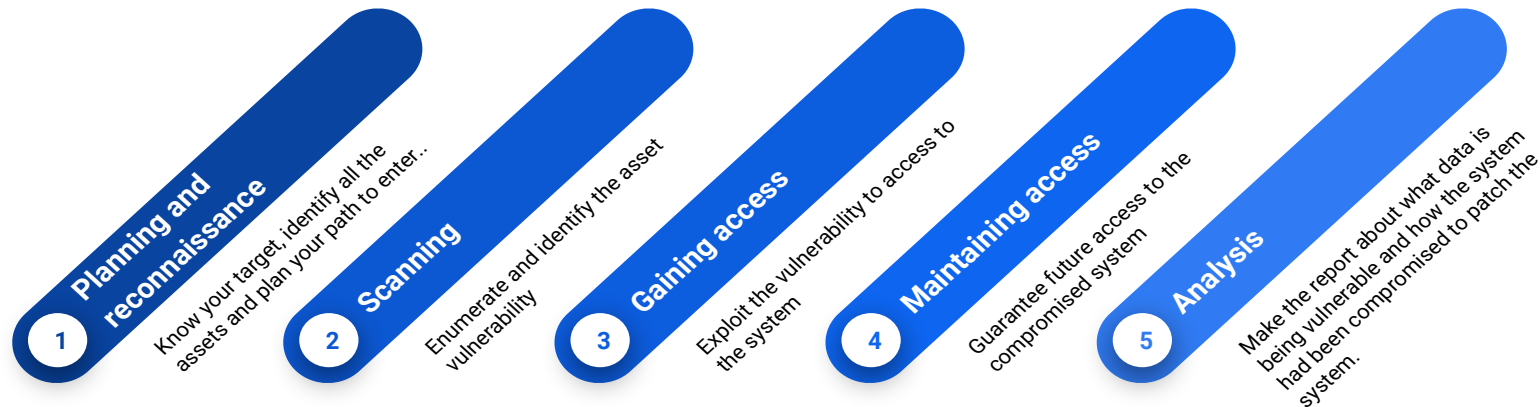 1
Planning and
reconnaissance
Know your target, identify all the
assets and plan your path to enter..
2
Scanning
Enumerate and identify the asset
vulnerability
3
Gaining access
Exploit the vulnerability to access to
the system
4
Maintaining access
Guarantee future access to the
compromised system
5
Analysis
Make the report about what data is
being vulnerable and how the system
had been compromised to patch the
system.